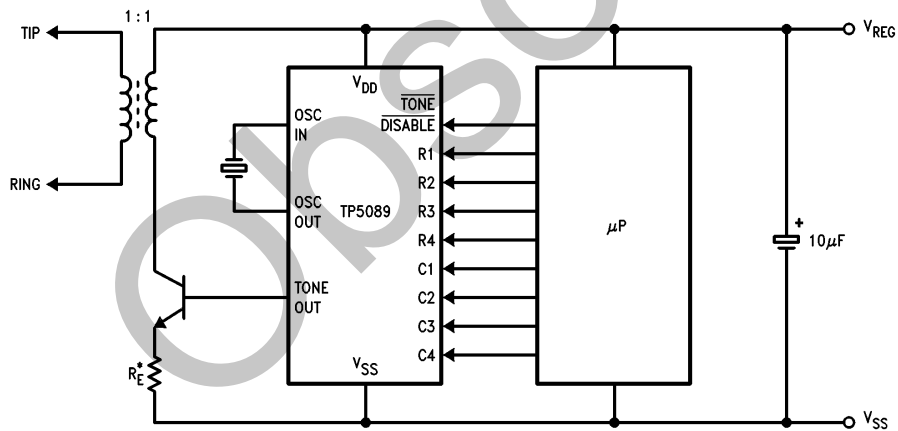 1:1
TIP
RING
V_REG
V_DD
TONE
DISABLE
OSC
IN
OSC
OUT
TP5089
TONE
OUT
V_SS
R1
R2
R3
R4
C1
C2
C3
C4
μP
+
10μF
R_E*
V_SS
Obso